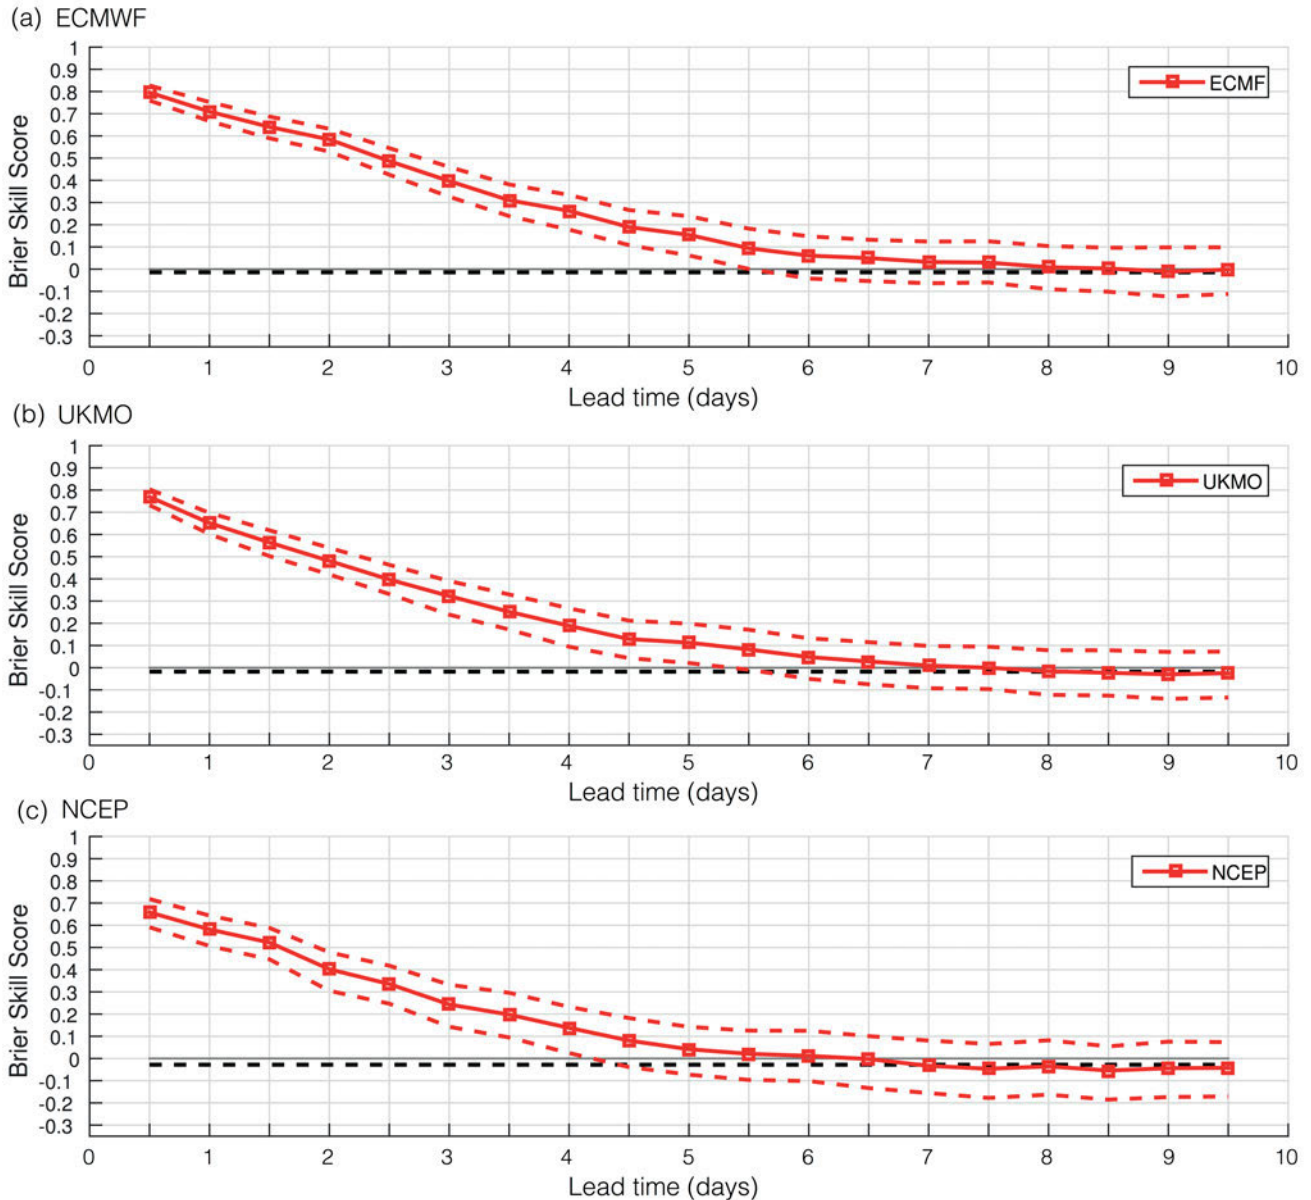 (a) ECMWF
1
0.9
0.8
0.7
0.6
0.5
0.4
0.3
0.2
0.1
0
-0.1
-0.2
-0.3
Brier Skill Score
ECMF
0 1 2 3 4 5 6 7 8 9 10
Lead time (days)
(b) UKMO
1
0.9
0.8
0.7
0.6
0.5
0.4
0.3
0.2
0.1
0
-0.1
-0.2
-0.3
Brier Skill Score
UKMO
0 1 2 3 4 5 6 7 8 9 10
Lead time (days)
(c) NCEP
1
0.9
0.8
0.7
0.6
0.5
0.4
0.3
0.2
0.1
0
-0.1
-0.2
-0.3
Brier Skill Score
NCEP
0 1 2 3 4 5 6 7 8 9 10
Lead time (days)